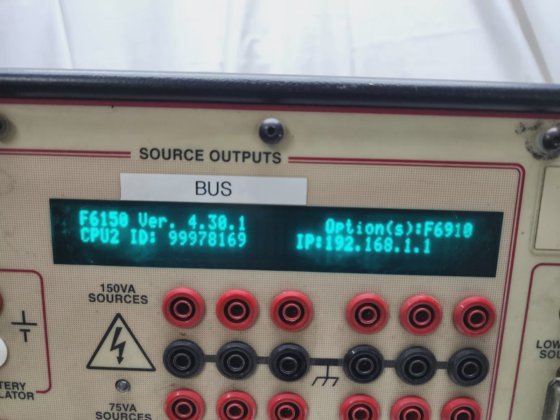 SOURCE OUTPUTS
BUS
F6150 Ver. 4.30.1 Option(s):F6910
CPU2 ID: 99978169 IP:192.168.1.1
150VA
SOURCES
75VA
SOURCES